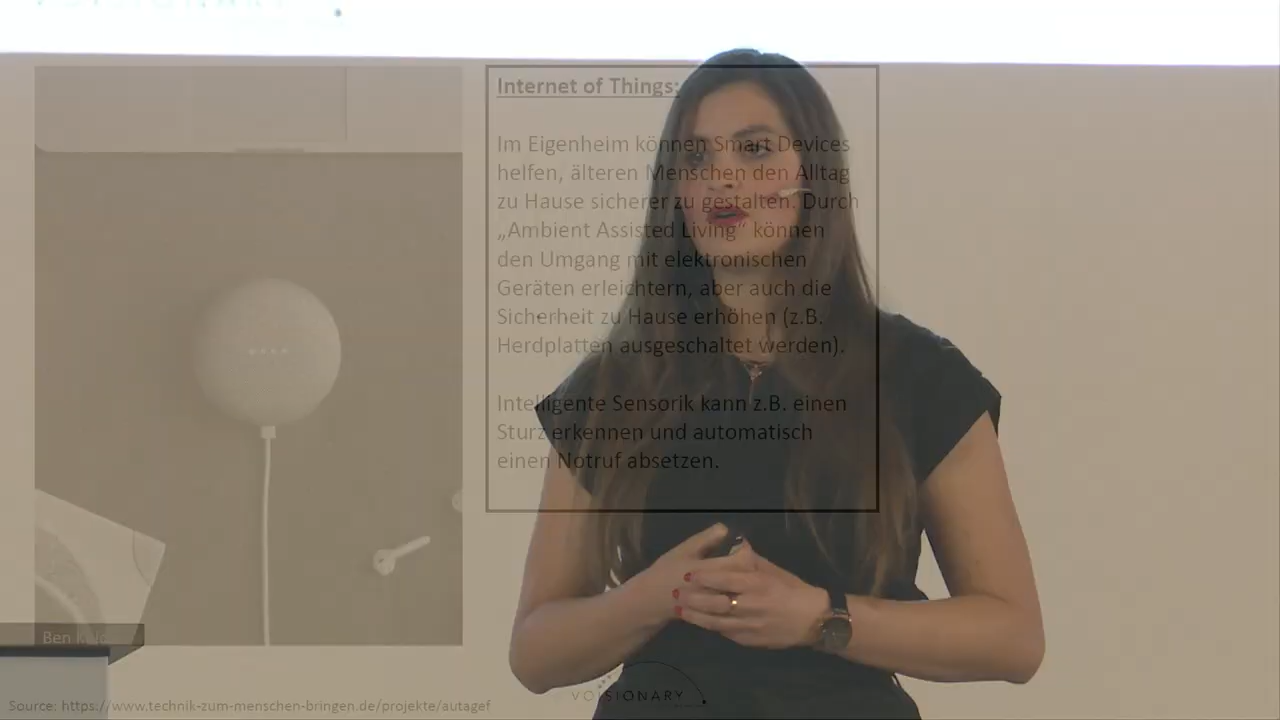 Internet of Things:
Im Eigenheim können Smart Devices
helfen, älteren Menschen den Alltag
zu Hause sicherer zu gestalten. Durch
„Ambient Assisted Living“ können
den Umgang mit elektronischen
Geräten erleichtern, aber auch die
Sicherheit zu Hause erhöhen (z.B.
Herdplatten ausgeschaltet werden).
Intelligente Sensorik kann z.B. einen
Sturz erkennen und automatisch
einen Notruf absetzen.
Ben
VOISIONARY
Source: https://www.technik-zum-menschen-bringen.de/projekte/autagef